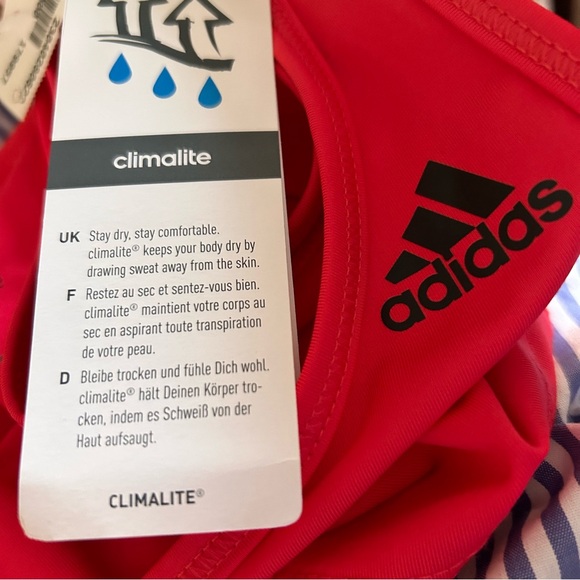 climalite
UK Stay dry, stay comfortable.
climalite® keeps your body dry by
drawing sweat away from the skin.
F Restez au sec et sentez-vous bien.
climalite® maintient votre corps au
sec en aspirant toute transpiration
de votre peau.
D Bleibe trocken und fühle Dich wohl.
climalite® hält Deinen Körper tro-
cken, indem es Schweiß von der
Haut aufsaugt.
CLIMALITE®
adidas